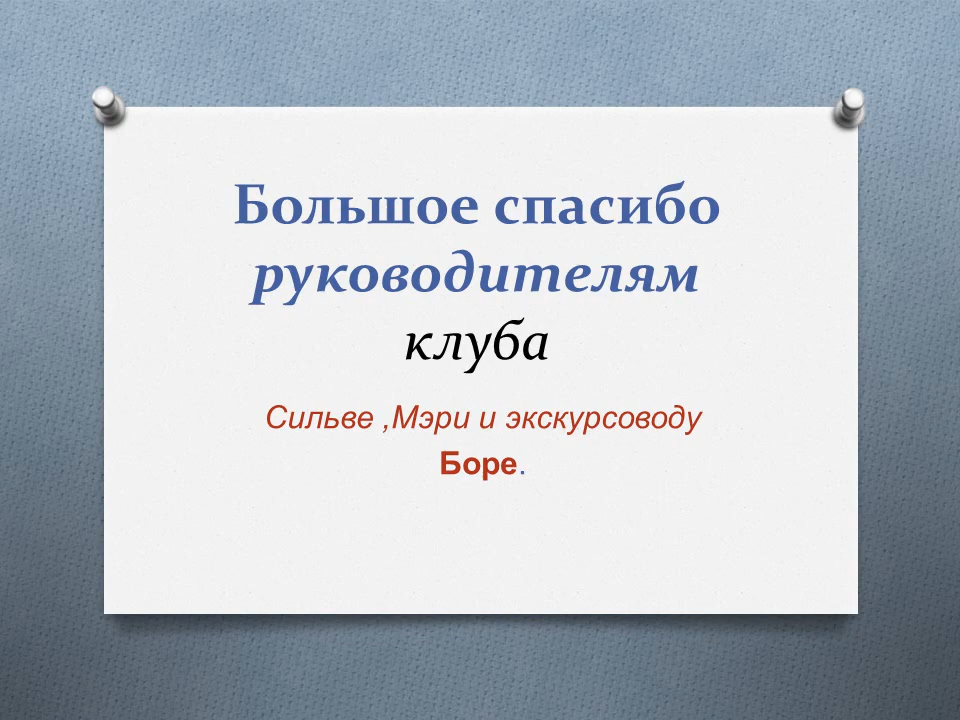 Большое спасибо
руководителям
клуба
Сильве ,Мэри и экскурсоводу
Боре.